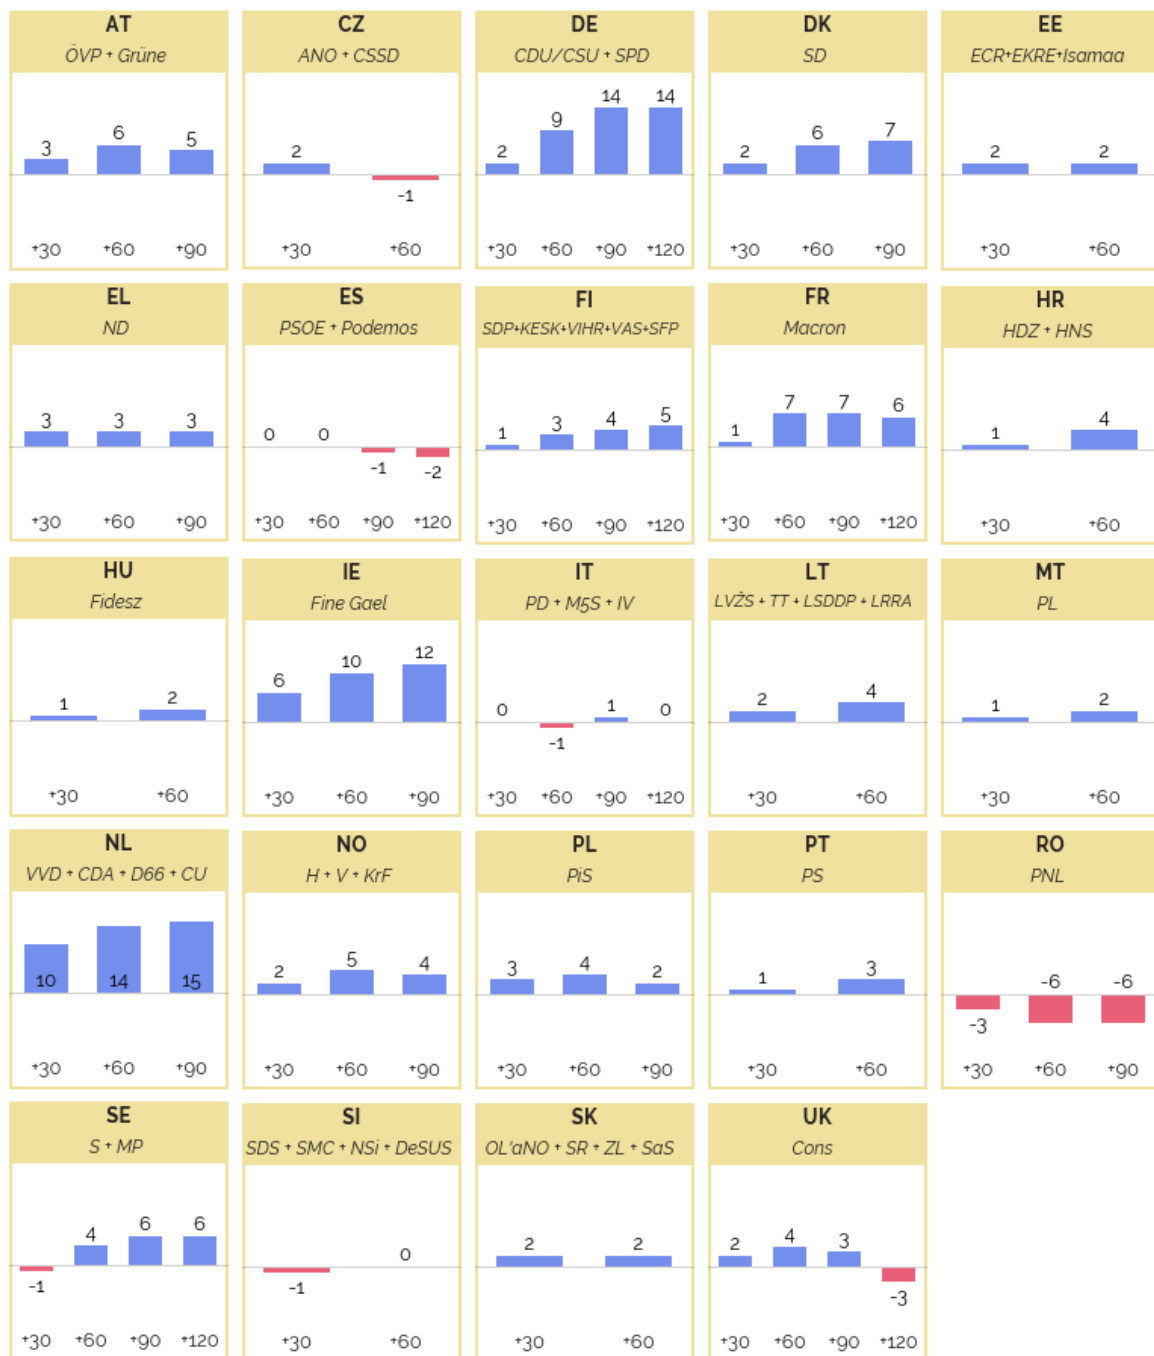 AT
ÖVP + Grüne
3
6
5
+30 +60 +90
CZ
ANO + CSSD
2
-1
+30 +60
DE
CDU/CSU + SPD
2
9
14
14
+30 +60 +90 +120
DK
SD
2
6
7
+30 +60 +90
EE
ECR+EKRE+Isamaa
2
2
+30 +60
EL
ND
3
3
3
+30 +60 +90
ES
PSOE + Podemos
0
0
-1
-2
+30 +60 +90 +120
FI
SDP+KESK+VIHR+VAS+SFP
1
3
4
5
+30 +60 +90 +120
FR
Macron
1
7
7
6
+30 +60 +90 +120
HR
HDZ + HNS
1
4
+30 +60
HU
Fidesz
1
2
+30 +60
IE
Fine Gael
6
10
12
+30 +60 +90
IT
PD + M5S + IV
0
-1
1
0
+30 +60 +90 +120
LT
LVŽS + TT + LSDDP + LRRA
2
4
+30 +60
MT
PL
1
2
+30 +60
NL
VVD + CDA + D66 + CU
10
14
15
+30 +60 +90
NO
H + V + KrF
2
5
4
+30 +60 +90
PL
PiS
3
4
2
+30 +60 +90
PT
PS
1
3
+30 +60
RO
PNL
-3
-6
-6
+30 +60 +90
SE
S + MP
-1
4
6
6
+30 +60 +90 +120
SI
SDS + SMC + NSi + DeSUS
-1
0
+30 +60
SK
OL'aNO + SR + ZL + SaS
2
2
+30 +60
UK
Cons
2
4
3
-3
+30 +60 +90 +120